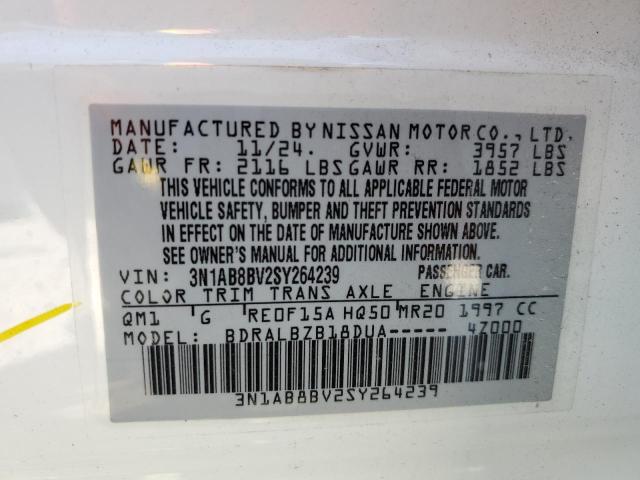 MANUFACTURED BY NISSAN MOTOR CO., LTD.
DATE: 11/24. GVWR: 3957 LBS
GAWR FR: 2116 LBS GAWR RR: 1852 LBS
THIS VEHICLE CONFORMS TO ALL APPLICABLE FEDERAL MOTOR
VEHICLE SAFETY, BUMPER AND THEFT PREVENTION STANDARDS
IN EFFECT ON THE DATE OF MANUFACTURE SHOWN ABOVE.
SEE OWNER'S MANUAL FOR ADDITIONAL INFORMATION.
VIN: 3N1AB8BV2SY264239 PASSENGER CAR.
COLOR TRIM TRANS AXLE ENGINE
QM1 G RE0F15A HQ50 MR20 1997 CC
MODEL: BDRALBZB18DUA----- 4Z000
3N1AB8BV2SY264239